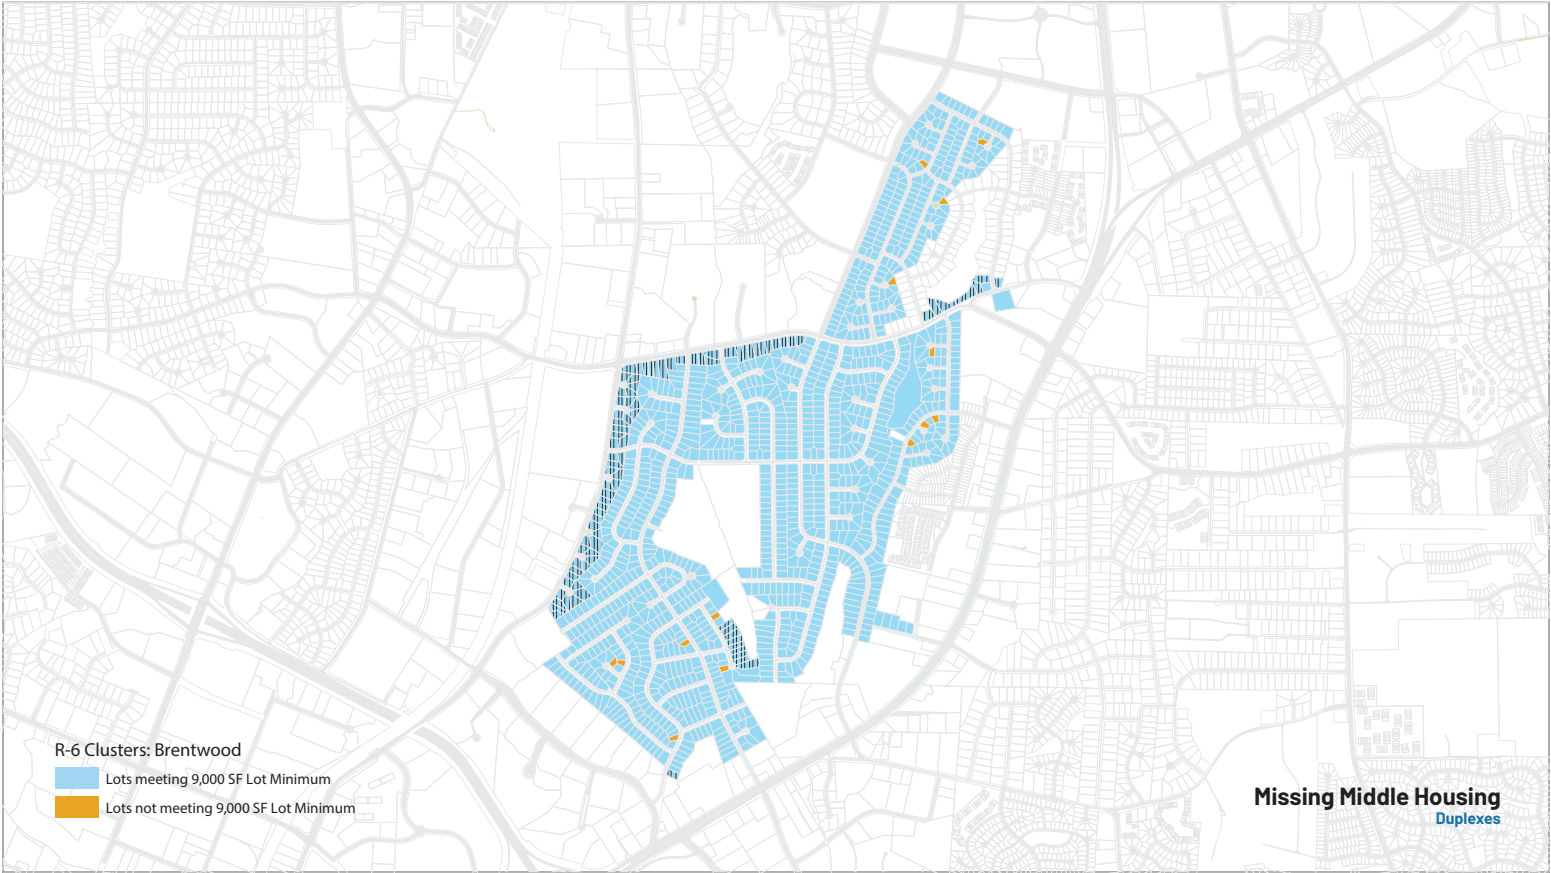 R-6 Clusters: Brentwood
Lots meeting 9,000 SF Lot Minimum
Lots not meeting 9,000 SF Lot Minimum
Missing Middle Housing
Duplexes